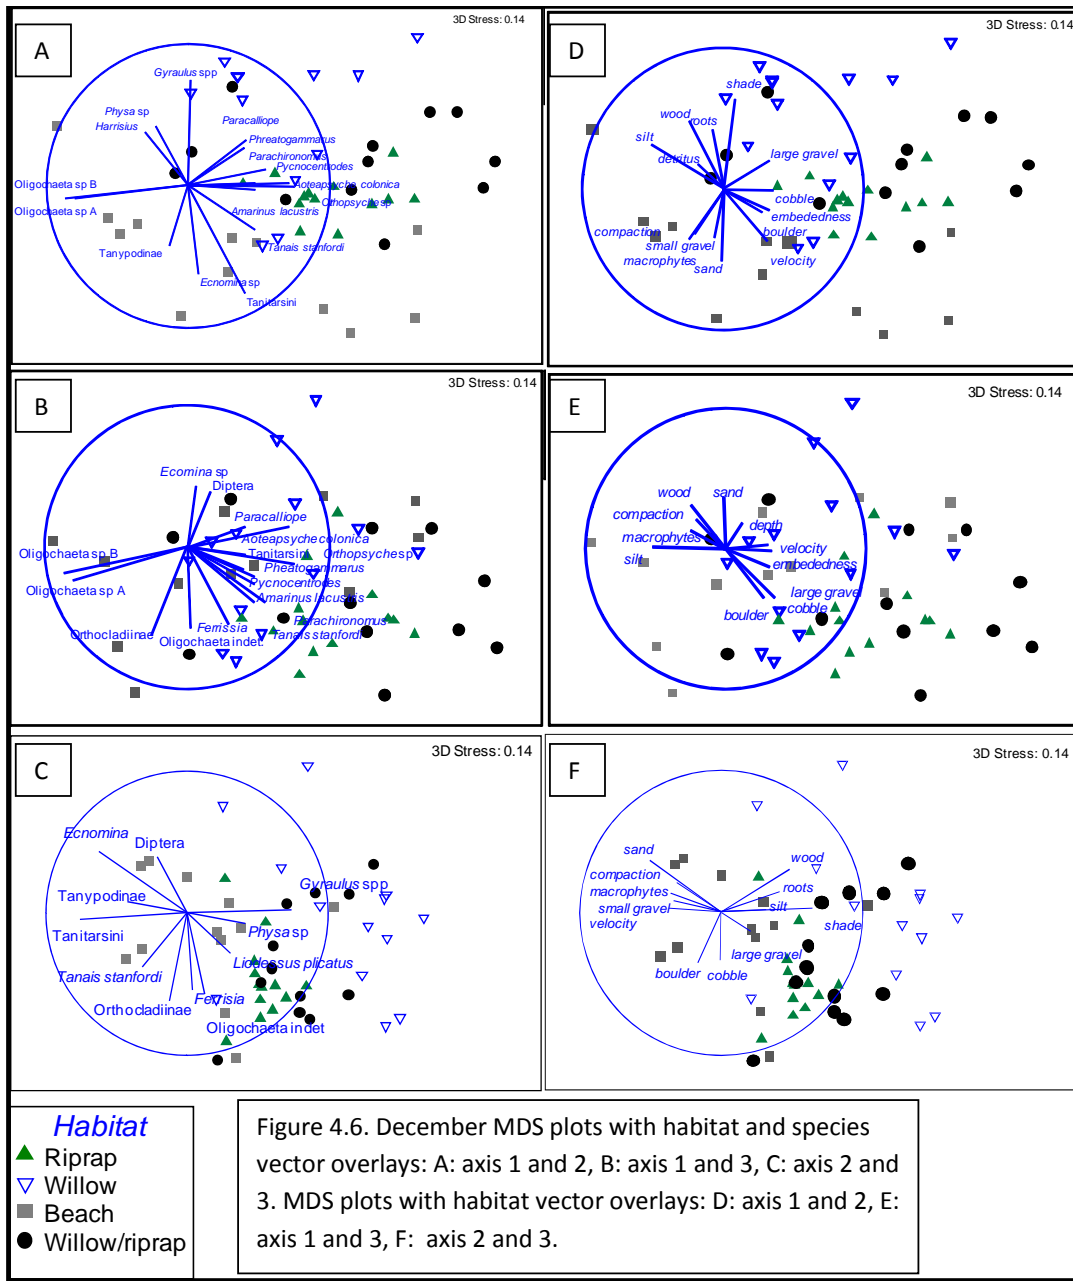 A
3D Stress: 0.14
Gyraulus spp
Physa sp
Harrisius
Paracalliope
Phreatogammarus
Parachironomus
Pycnocentrodes
Oligochaeta sp B
Aoteapsyche colonica
Orthopsyche sp
Oligochaeta sp A
Amarinus lacustris
Tanypodinae
Tanais stanfordi
Ecnomina sp
Tanitarsini
D
3D Stress: 0.14
shade
wood
roots
silt
detritus
large gravel
cobble
embededness
compaction
boulder
small gravel
macrophytes
velocity
sand
B
3D Stress: 0.14
Ecomina sp
Diptera
Paracalliope
Aoteapsyche colonica
Oligochaeta sp B
Tanitarsini
Orthopsyche sp
Pheatogammarus
Oligochaeta sp A
Pycnocentrodes
Amarinus lacustris
Orthocladiinae
Ferrissia
Parachironomus
Oligochaeta indet.
Tanais stanfordi
E
3D Stress: 0.14
wood
sand
compaction
depth
macrophytes
velocity
silt
embededness
large gravel
boulder
cobble
C
3D Stress: 0.14
Ecnomina
Diptera
Tanypodinae
Gyraulus spp
Tanitarsini
Physa sp
Tanais stanfordi
Liodessus plicatus
Orthocladiinae
Ferrisia
Oligochaeta indet
F
3D Stress: 0.14
sand
wood
compaction
macrophytes
roots
small gravel
silt
velocity
shade
large gravel
boulder
cobble
Habitat
Riprap
Willow
Beach
Willow/riprap
Figure 4.6. December MDS plots with habitat and species
vector overlays: A: axis 1 and 2, B: axis 1 and 3, C: axis 2 and
3. MDS plots with habitat vector overlays: D: axis 1 and 2, E:
axis 1 and 3, F: axis 2 and 3.